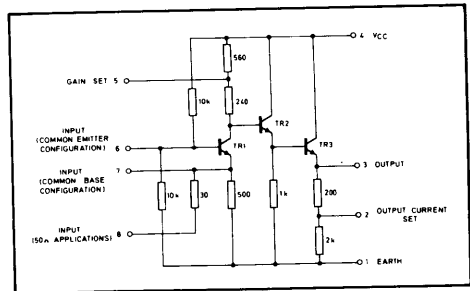 4 VCC
560
GAIN SET 5
10k
240
TR2
INPUT
(COMMON EMITTER
CONFIGURATION)
6
TR1
TR3
INPUT
(COMMON BASE
CONFIGURATION)
7
3 OUTPUT
10k
30
500
1k
200
2 OUTPUT CURRENT
SET
INPUT
(50Ω APPLICATIONS)
8
2k
1 EARTH